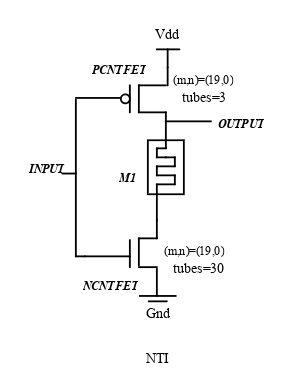 Vdd
PCNTFET
(m,n)=(19,0)
tubes=3
OUTPUT
INPUT
M1
(m,n)=(19,0)
tubes=30
NCNTFET
Gnd
NTI